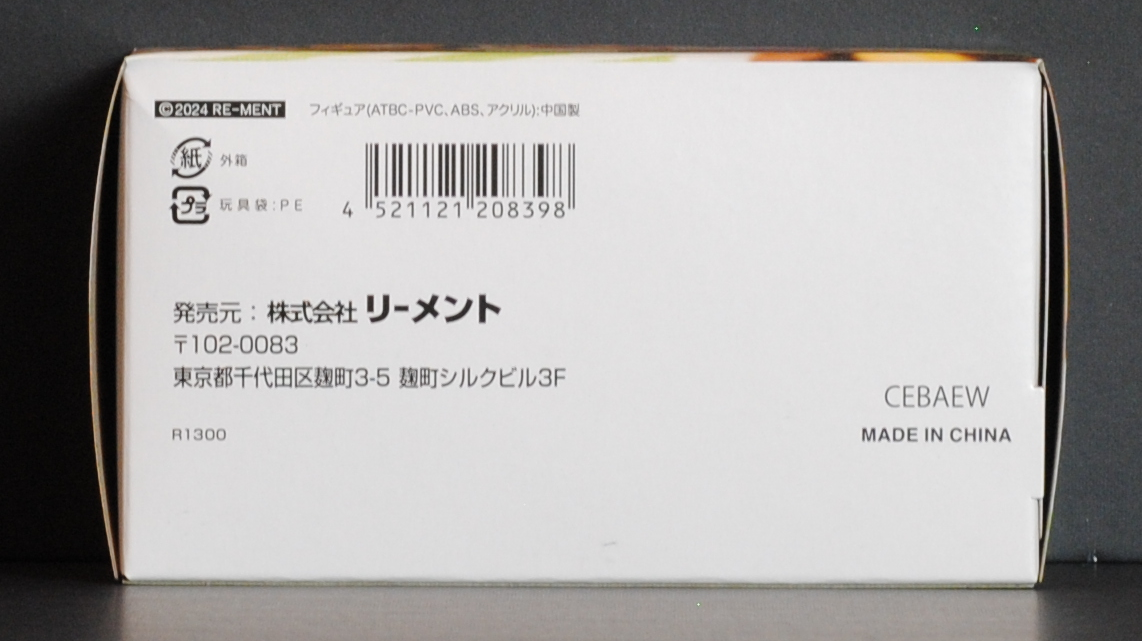 ©2024 RE-MENT フィギュア(ATBC-PVC、ABS、アクリル):中国製
紙 外箱
プラ 玩具袋:PE
4 521121 208398
発売元：株式会社 リーメント
〒102-0083
東京都千代田区麹町3-5 麹町シルクビル3F
R1300
CEBAEW
MADE IN CHINA